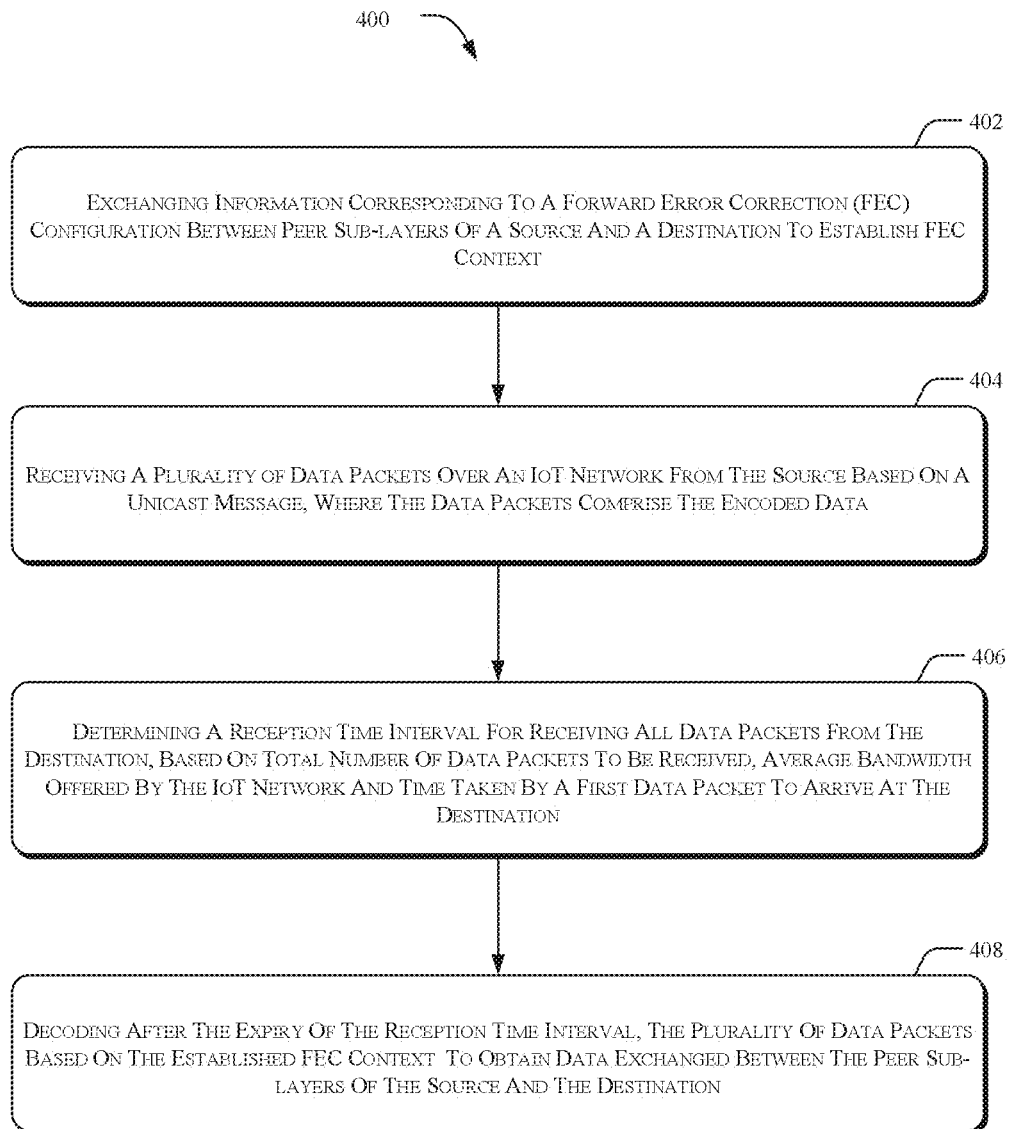 400
402
EXCHANGING INFORMATION CORRESPONDING TO A FORWARD ERROR CORRECTION (FEC)
CONFIGURATION BETWEEN PEER SUB-LAYERS OF A SOURCE AND A DESTINATION TO ESTABLISH FEC
CONTEXT
404
RECEIVING A PLURALITY OF DATA PACKETS OVER AN IOT NETWORK FROM THE SOURCE BASED ON A
UNICAST MESSAGE, WHERE THE DATA PACKETS COMPRISE THE ENCODED DATA
406
DETERMINING A RECEPTION TIME INTERVAL FOR RECEIVING ALL DATA PACKETS FROM THE
DESTINATION, BASED ON TOTAL NUMBER OF DATA PACKETS TO BE RECEIVED, AVERAGE BANDWIDTH
OFFERED BY THE IOT NETWORK AND TIME TAKEN BY A FIRST DATA PACKET TO ARRIVE AT THE
DESTINATION
408
DECODING AFTER THE EXPIRY OF THE RECEPTION TIME INTERVAL, THE PLURALITY OF DATA PACKETS
BASED ON THE ESTABLISHED FEC CONTEXT TO OBTAIN DATA EXCHANGED BETWEEN THE PEER SUB-
LAYERS OF THE SOURCE AND THE DESTINATION